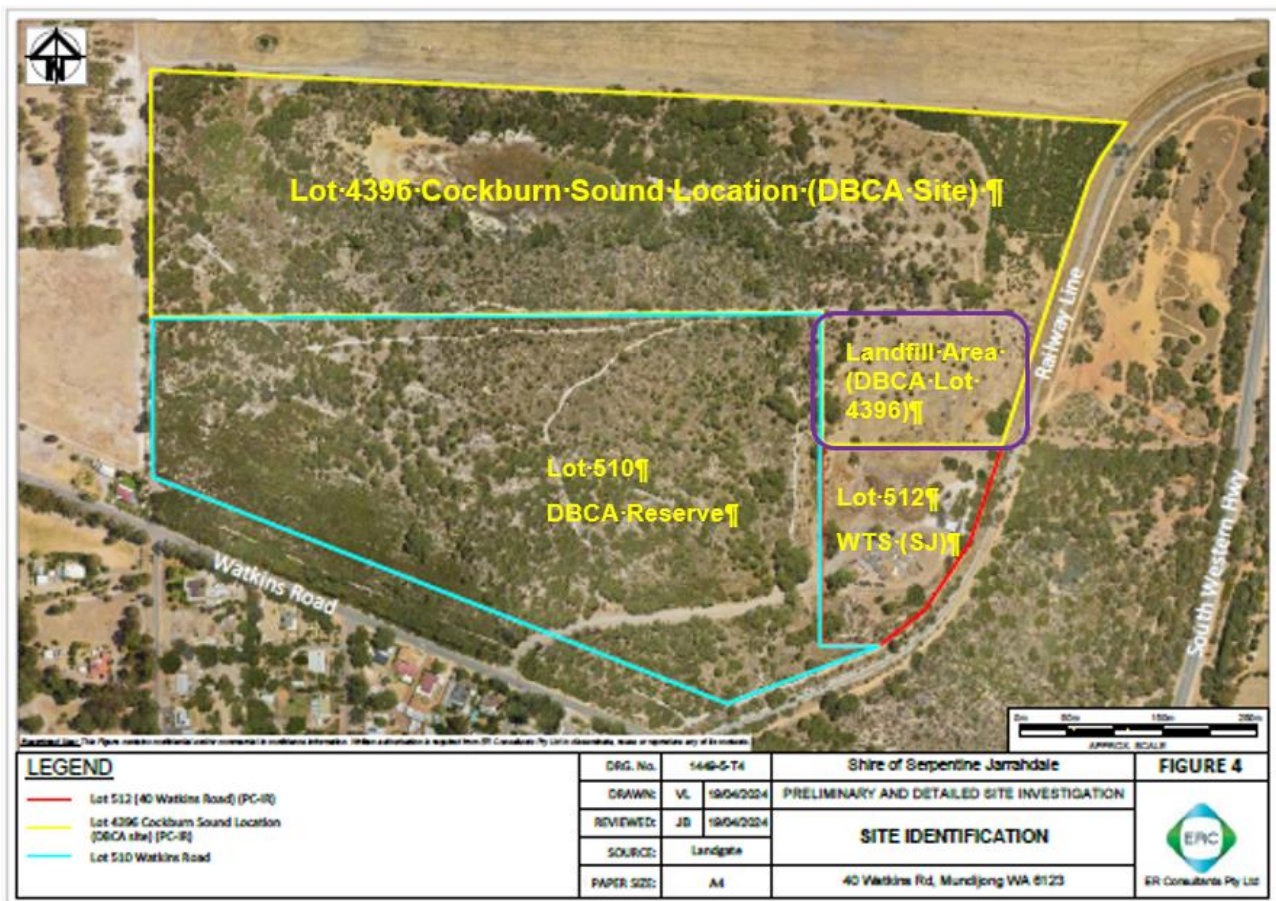 N
Lot·4396·Cockburn·Sound·Location·(DBCA·Site)·¶
Railway Line
Landfill·Area·
(DBCA·Lot·
4396)¶
Lot·510¶
DBCA·Reserve¶
Lot·512¶
WTS·(SJ)¶
Watkins Road
South Western Hwy
APPROX. SCALE
LEGEND
Lot 512 (40 Watkins Road) (PC-IR)
Lot 4396 Cockburn Sound Location
(DBCA site) (PC-IR)
Lot 510 Watkins Road
DRG. No. 1449-5-T4
DRAWN: VL 19/04/2024
REVIEWED: JB 19/04/2024
SOURCE: Landgate
PAPER SIZE: A4
Shire of Serpentine Jarrahdale
PRELIMINARY AND DETAILED SITE INVESTIGATION
SITE IDENTIFICATION
40 Watkins Rd, Mundijong WA 6123
FIGURE 4
ERC
ER Consultants Pty Ltd